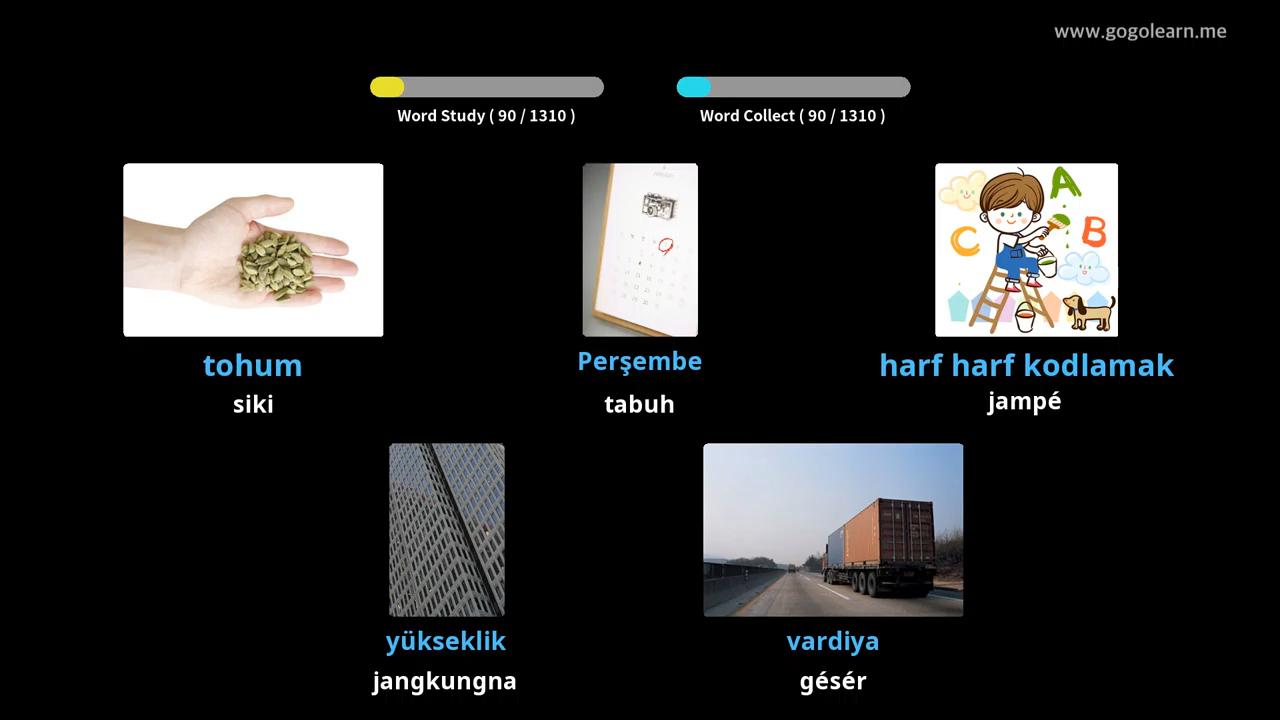 www.gogolearn.me
Word Study ( 90 / 1310 )
Word Collect ( 90 / 1310 )
A
B
C
tohum
siki
Perşembe
tabuh
harf harf kodlamak
jampé
yükseklik
jangkungna
vardiya
gésér